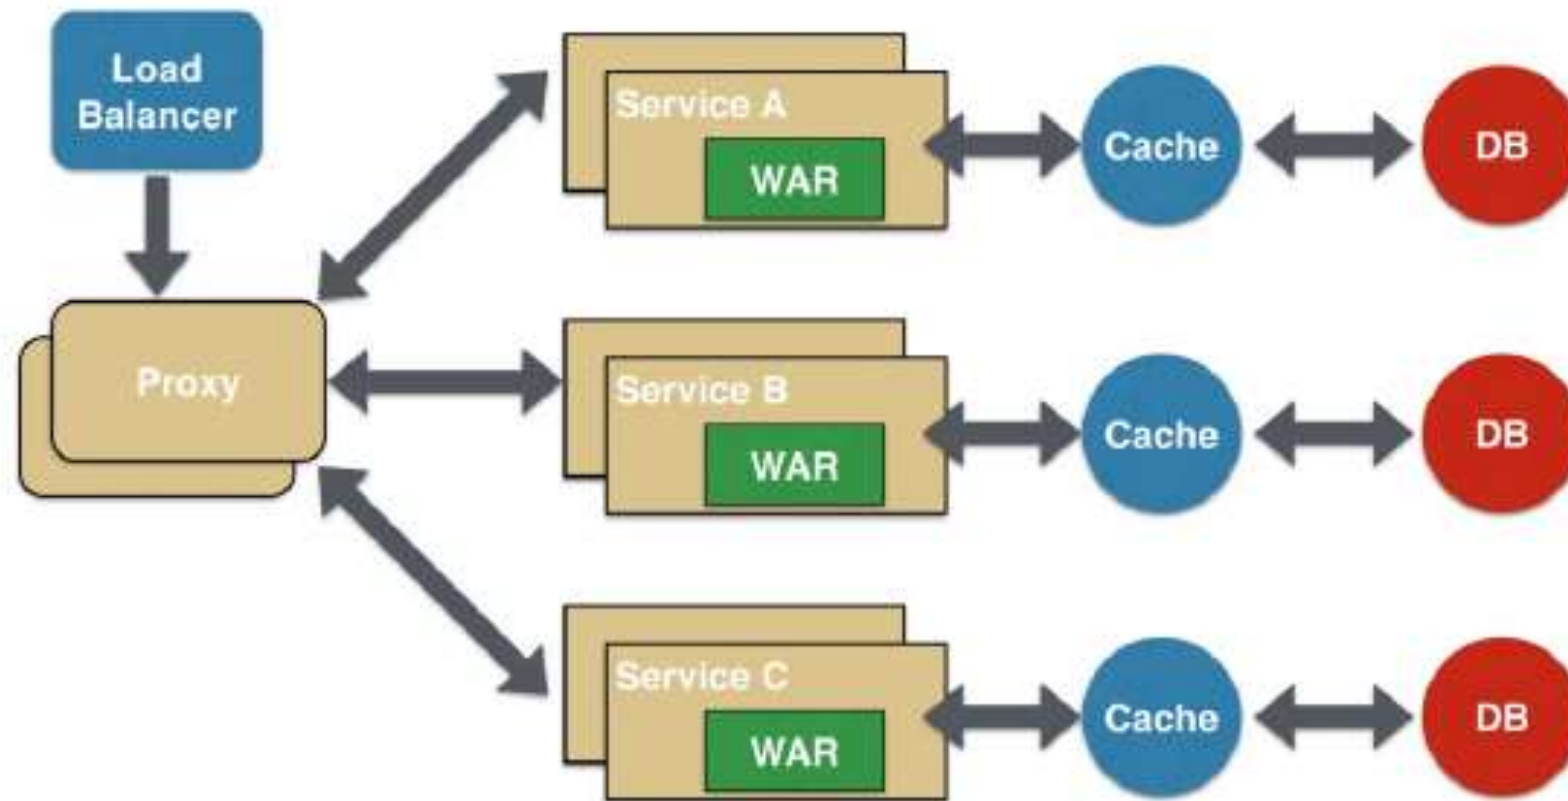 Load
Balancer
Proxy
Service A
WAR
Cache
DB
Service B
WAR
Cache
DB
Service C
WAR
Cache
DB